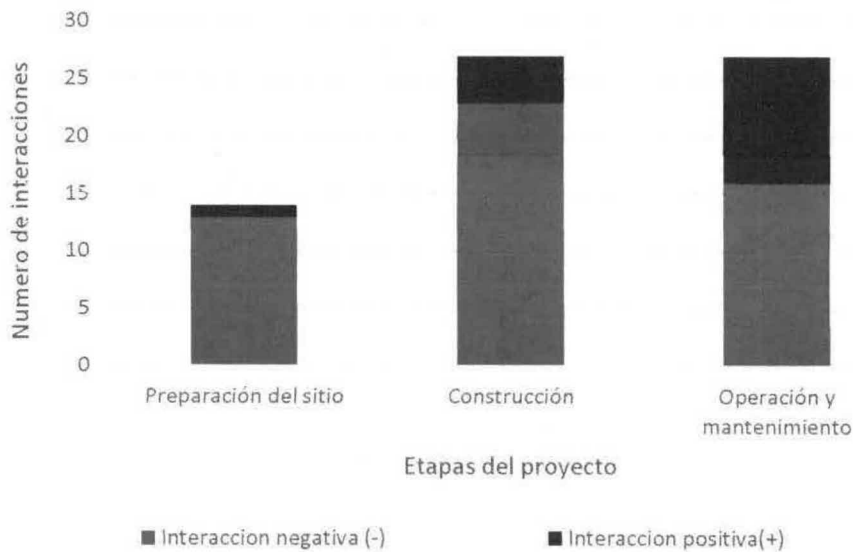 30
25
20
15
10
5
0
Numero de interacciones
Preparación del sitio
Construcción
Operación y
mantenimiento
Etapas del proyecto
Interaccion negativa (-)
Interaccion positiva(+)